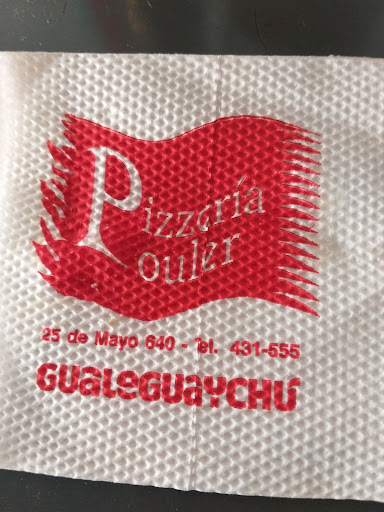 Pizzería
Pouler
25 de Mayo 640 - Tel. 431-555
GUALEGUAYCHÚ